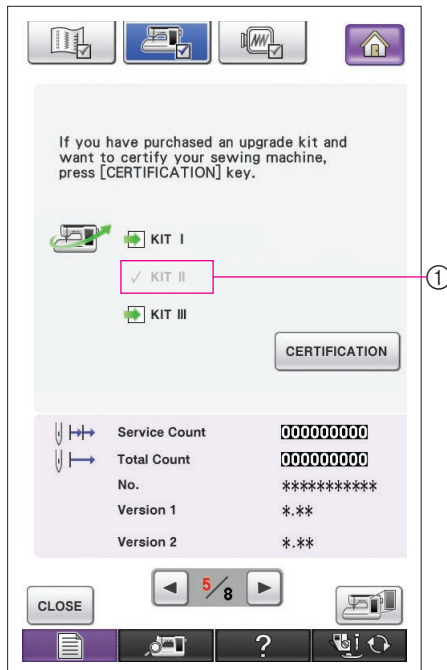 If you have purchased an upgrade kit and
want to certify your sewing machine,
press [CERTIFICATION] key.
KIT I
✓ KIT II
①
KIT III
CERTIFICATION
Service Count 000000000
Total Count 000000000
No. ***********
Version 1 *.**
Version 2 *.**
5/8
CLOSE
?